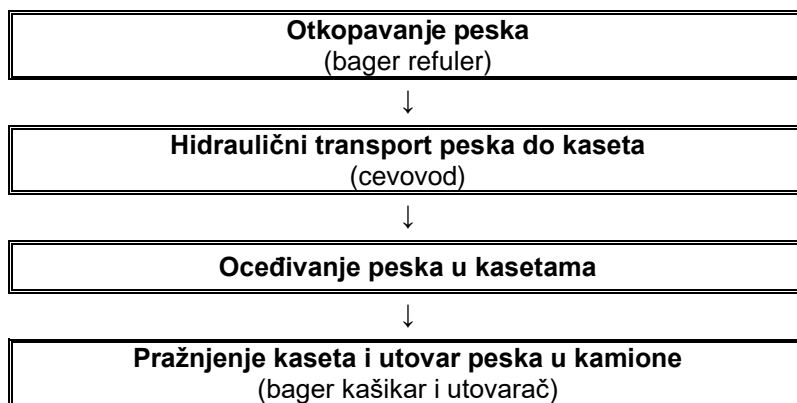 Otkopavanje peska
(bager refuler)
↓
Hidraulični transport peska do kaseta
(cevovod)
↓
Oceđivanje peska u kasetama
↓
Pražnjenje kaseta i utovar peska u kamione
(bager kašikar i utovarač)